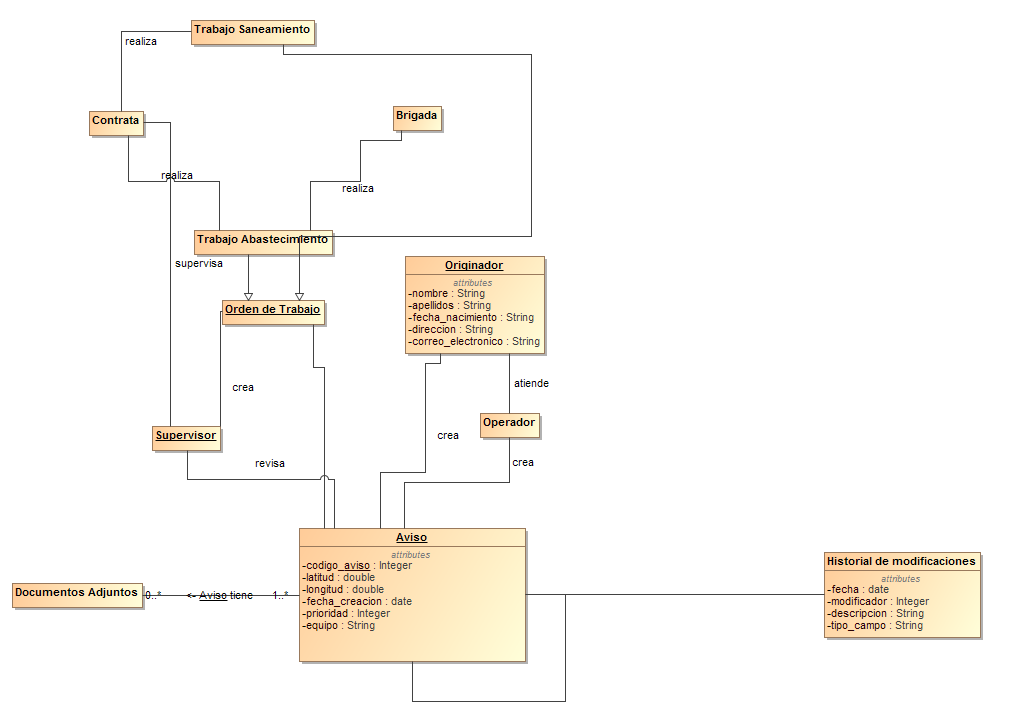 Trabajo Saneamiento
realiza
Contrata
Brigada
realiza
realiza
Trabajo Abastecimiento
supervisa
Originador
attributes
-nombre : String
-apellidos : String
-fecha_nacimiento : String
-direccion : String
-correo_electronico : String
Orden de Trabajo
crea
atiende
Operador
Supervisor
crea
revisa
crea
Aviso
attributes
-codigo_aviso : Integer
-latitud : double
-longitud : double
-fecha_creacion : date
-prioridad : Integer
-equipo : String
Historial de modificaciones
attributes
-fecha : date
-modificador : Integer
-descripcion : String
-tipo_campo : String
Documentos Adjuntos
0..*
<- Aviso tiene
1..*